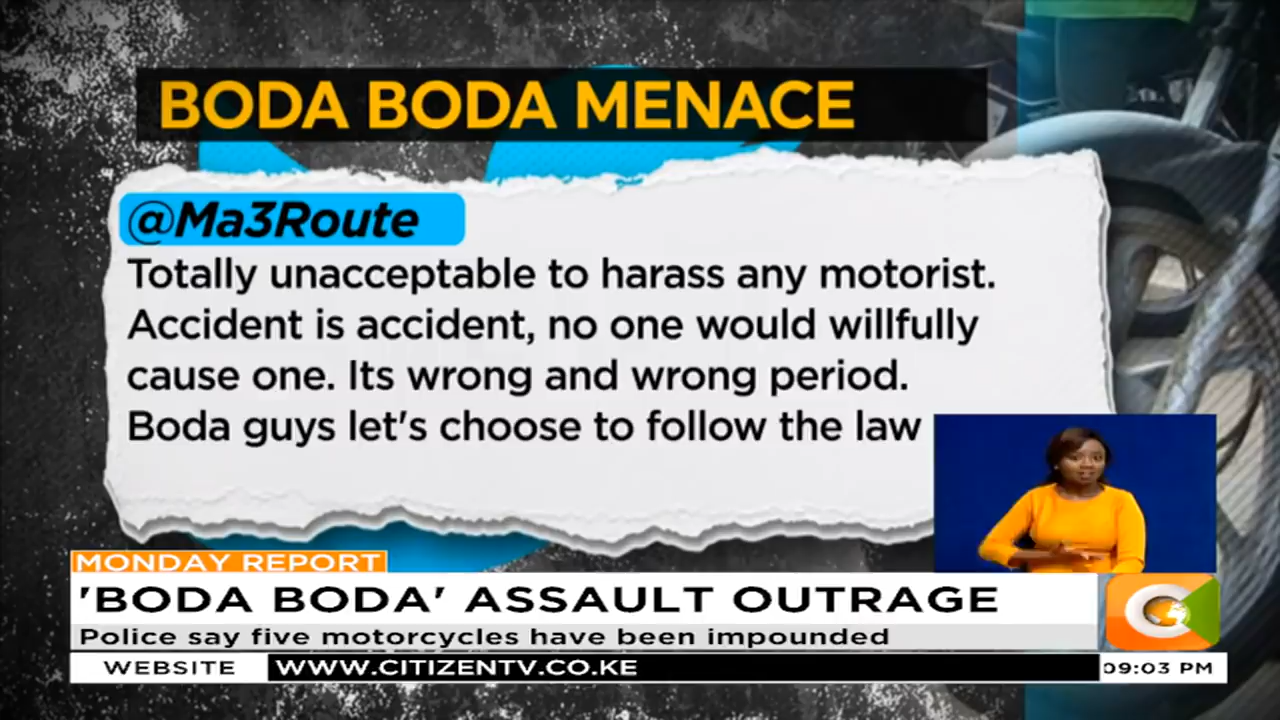 BODA BODA MENACE
@Ma3Route
Totally unacceptable to harass any motorist.
Accident is accident, no one would willfully
cause one. Its wrong and wrong period.
Boda guys let's choose to follow the law
MONDAY REPORT
'BODA BODA' ASSAULT OUTRAGE
Police say five motorcycles have been impounded
WEBSITE WWW.CITIZENTV.CO.KE 09:03 PM